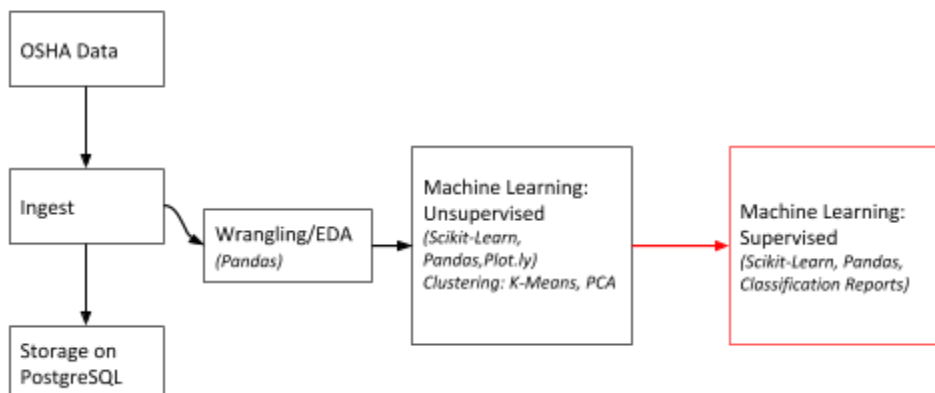 OSHA Data
Ingest
Storage on
PostgreSQL
Wrangling/EDA
(Pandas)
Machine Learning:
Unsupervised
(Scikit-Learn,
Pandas,Plot.ly)
Clustering: K-Means, PCA
Machine Learning:
Supervised
(Scikit-Learn, Pandas,
Classification Reports)